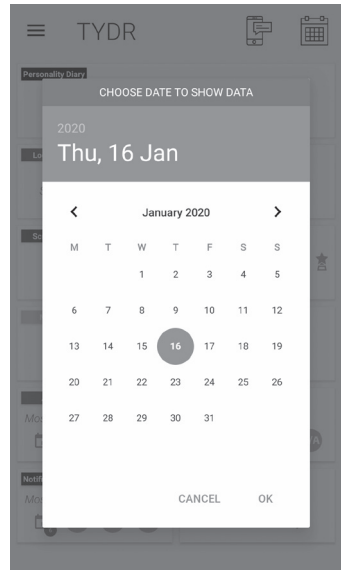 TYDR
Personality Diary
CHOOSE DATE TO SHOW DATA
2020
Thu, 16 Jan
January 2020
M T W T F S S
1 2 3 4 5
6 7 8 9 10 11 12
13 14 15 16 17 18 19
20 21 22 23 24 25 26
27 28 29 30 31
CANCEL OK